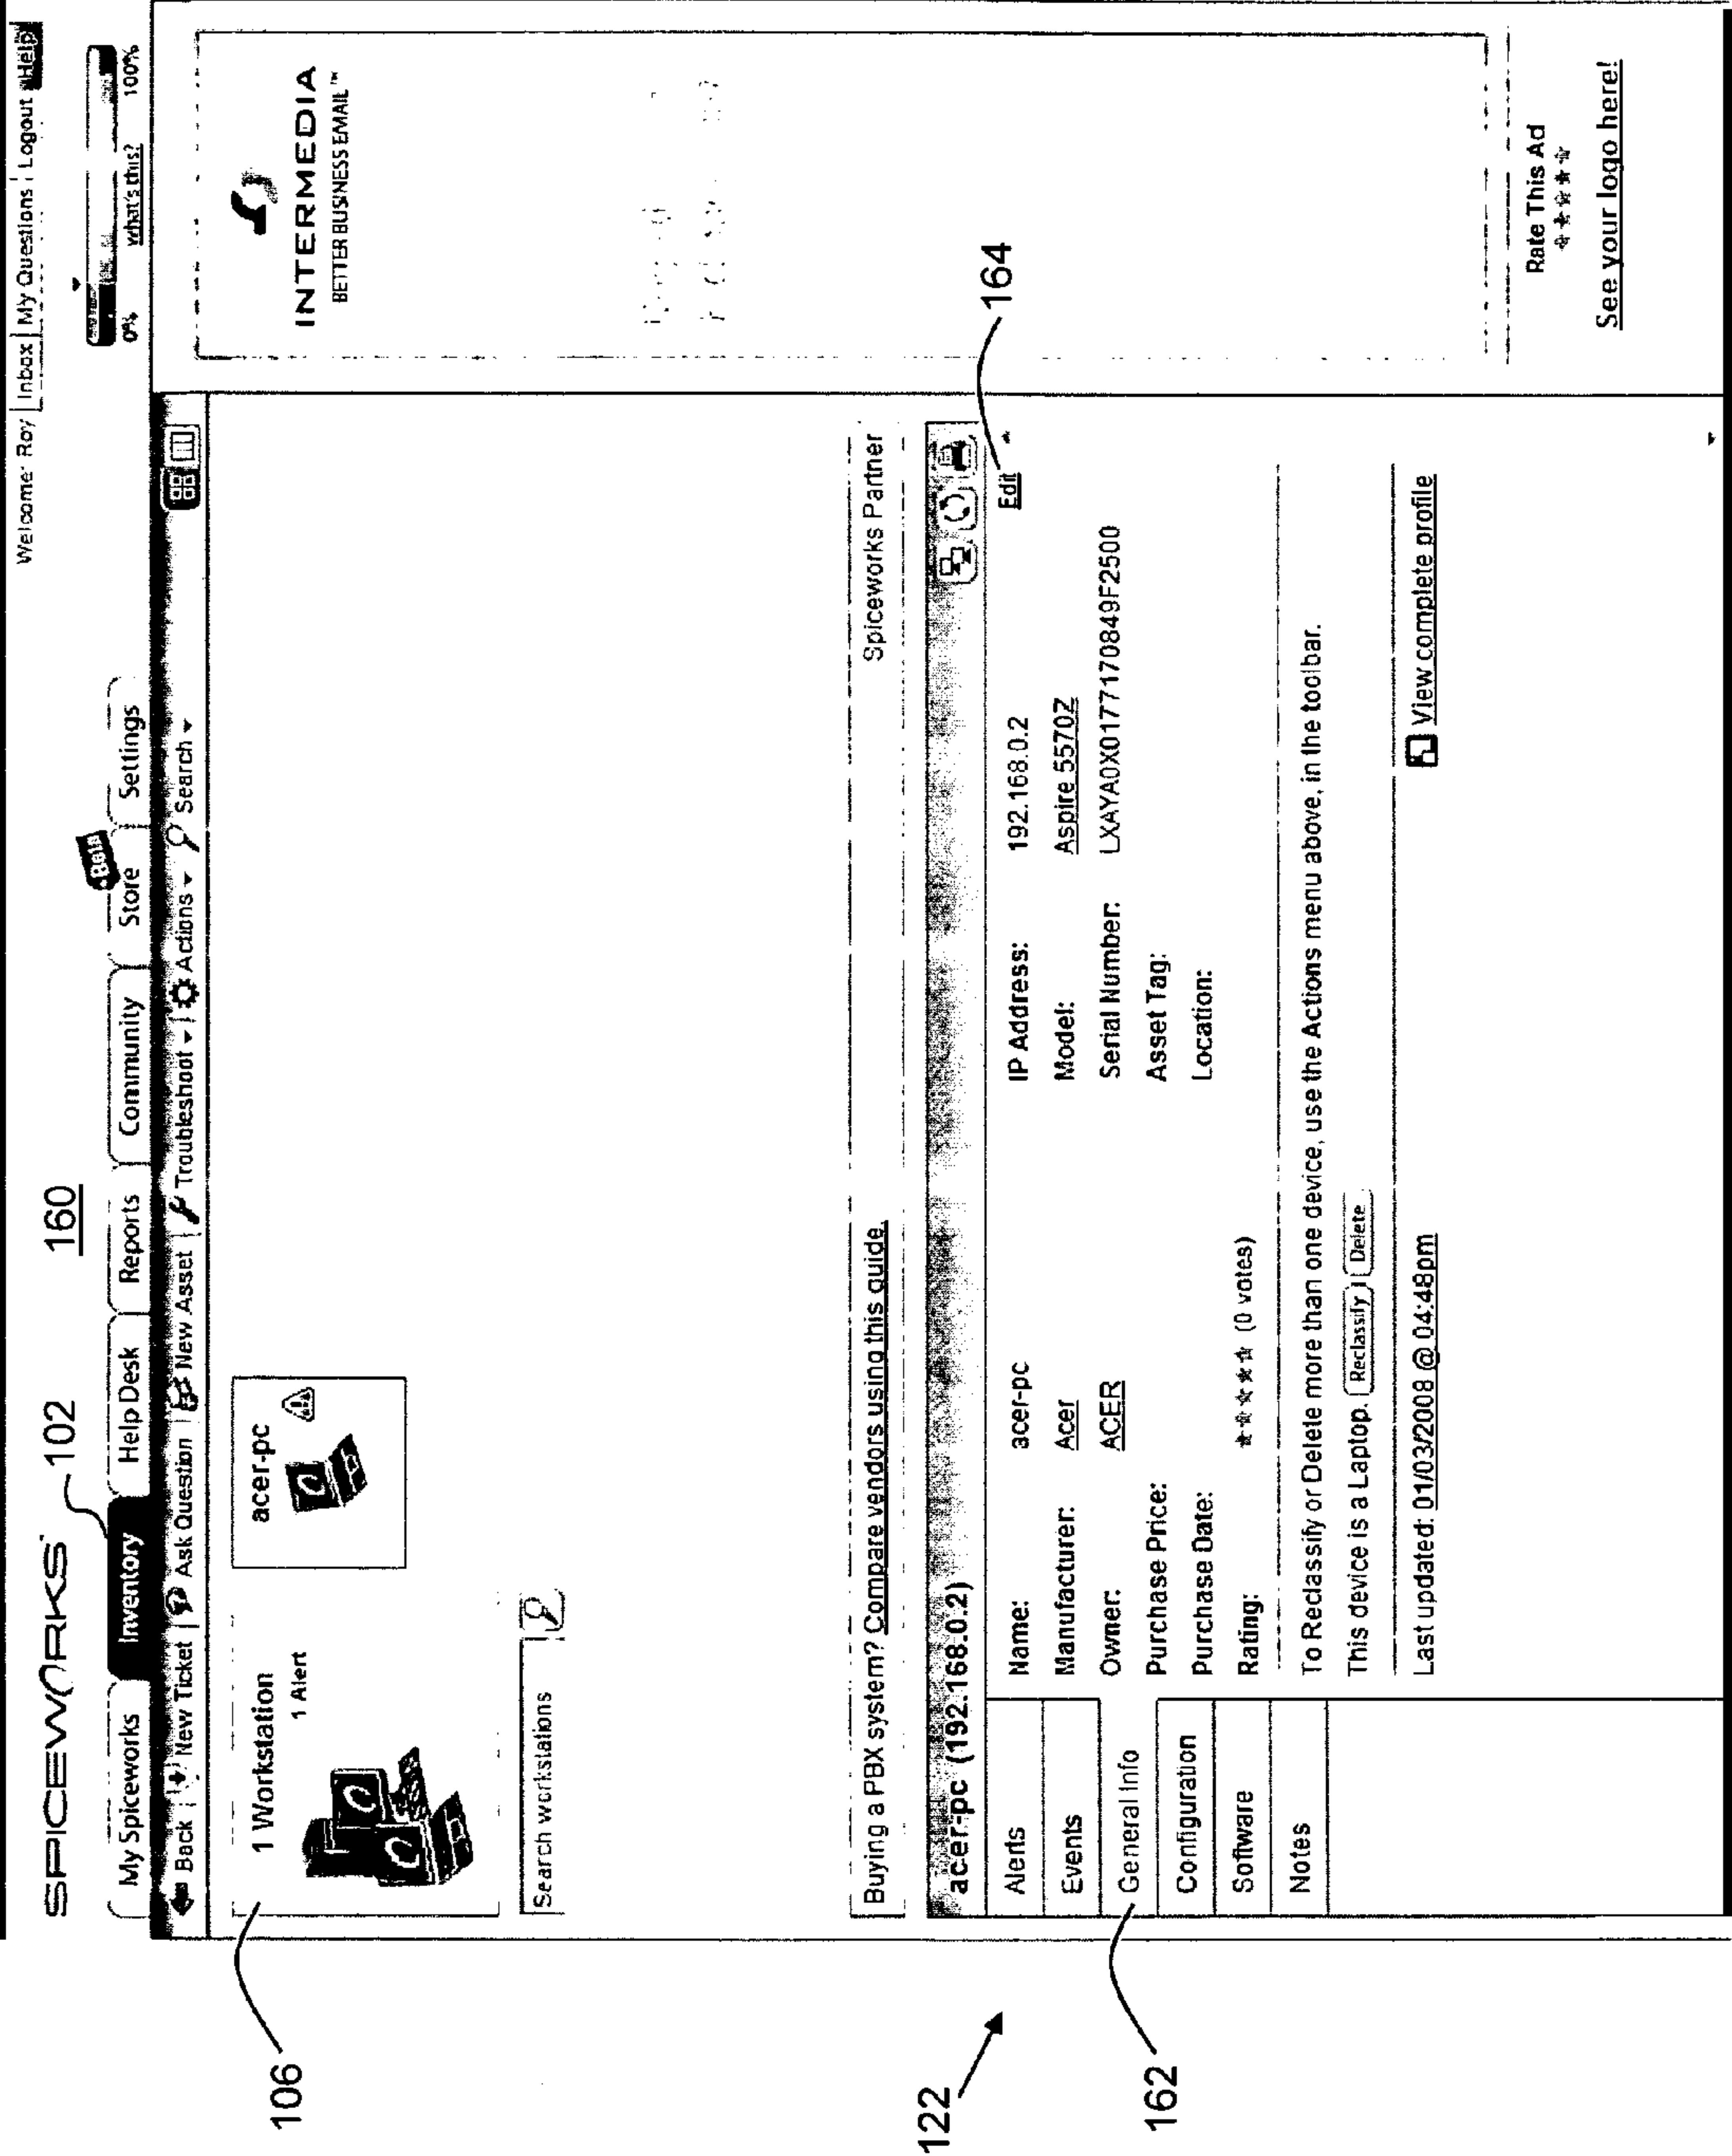 Welcome: Roy | Inbox | My Questions | Logout Help
SPICEWORKS
102
160
0% What's this? 100%
My Spiceworks Inventory Help Desk Reports Community Store Beta Settings
Back New Ticket Ask Question New Asset Troubleshoot Actions Search
106
1 Workstation
1 Alert
acer-pc
Search workstations
INTERMEDIA
BETTER BUSINESS EMAIL™
Buying a PBX system? Compare vendors using this guide. Spiceworks Partner
122
acer-pc (192.168.0.2)
164
Edit
162
Alerts
Events
General Info
Configuration
Software
Notes
Name: acer-pc IP Address: 192.168.0.2
Manufacturer: Acer Model: Aspire 5570Z
Owner: ACER Serial Number: LXAYA0X0177170849F2500
Purchase Price: Asset Tag:
Purchase Date: Location:
Rating: (0 votes)
To Reclassify or Delete more than one device, use the Actions menu above, in the toolbar.
This device is a Laptop. Reclassify Delete
Last updated: 01/03/2008 @ 04:48pm View complete profile
Rate This Ad
See your logo here!